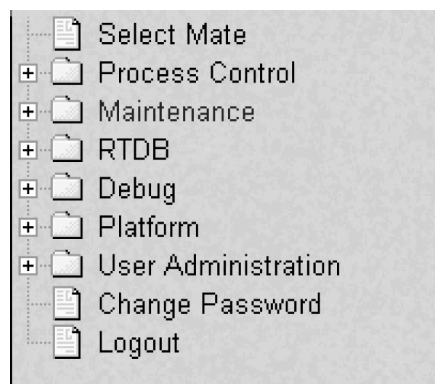 Select Mate
Process Control
Maintenance
RTDB
Debug
Platform
User Administration
Change Password
Logout